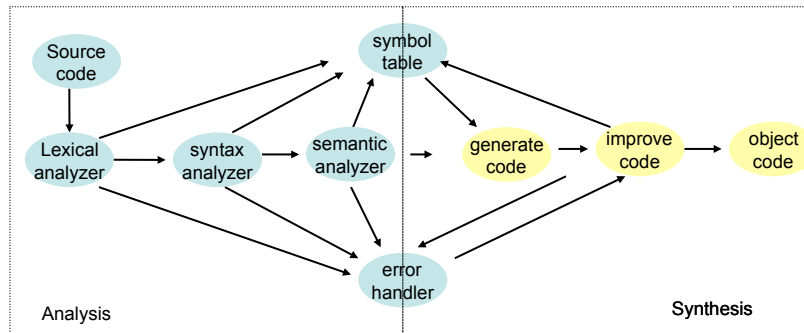 Source
code
symbol
table
Lexical
analyzer
syntax
analyzer
semantic
analyzer
generate
code
improve
code
object
code
error
handler
Analysis
Synthesis